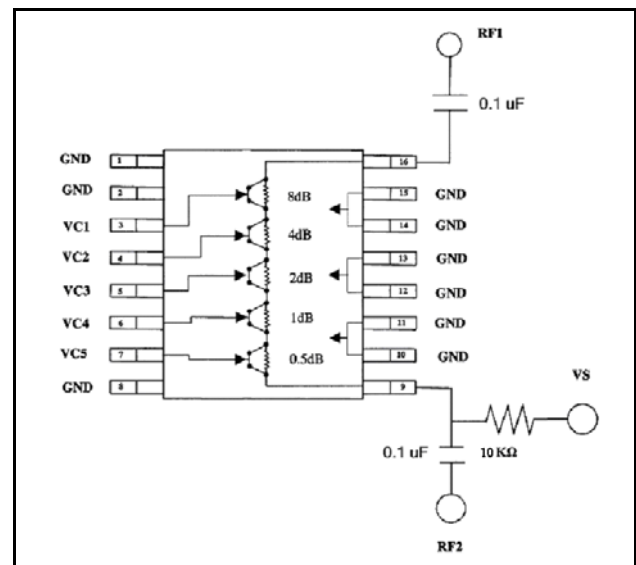 RF1
0.1 uF
GND 1
16
GND 2
8dB
15 GND
VC1 3
14 GND
VC2 4
4dB
13 GND
VC3 5
2dB
12 GND
VC4 6
1dB
11 GND
VC5 7
0.5dB
10 GND
GND 8
9
VS
0.1 uF
10 KΩ
RF2